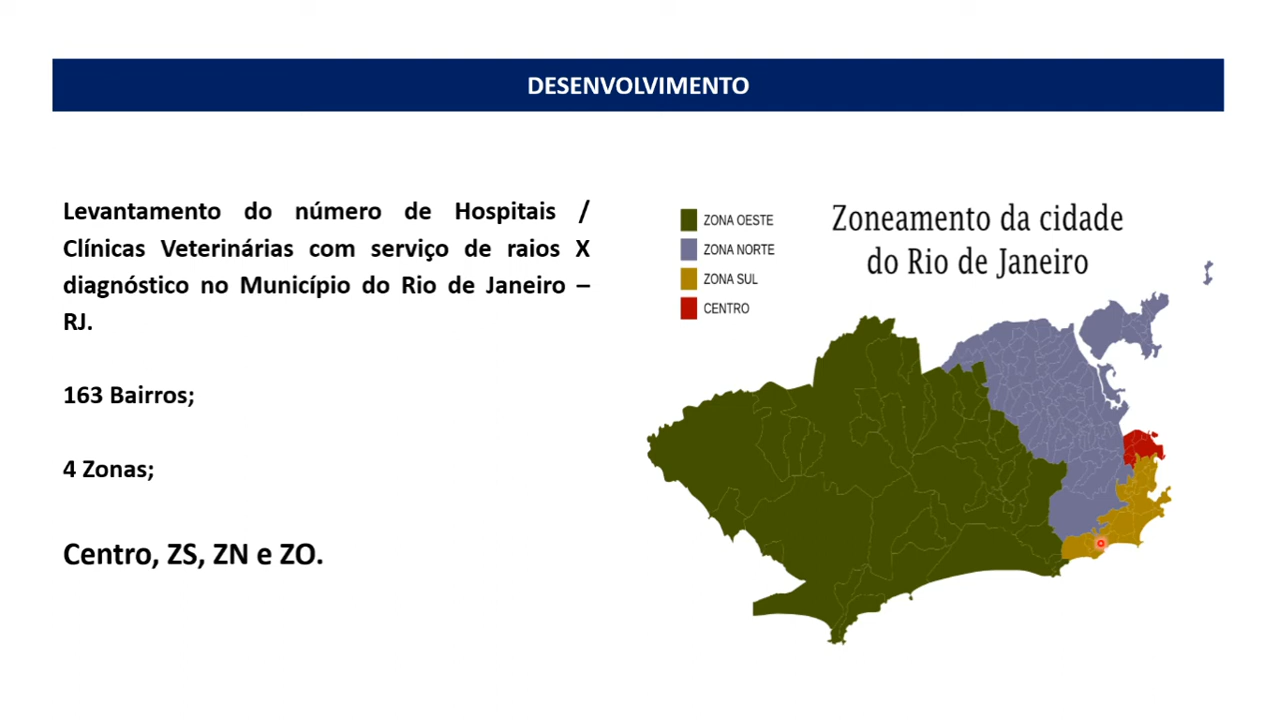 DESENVOLVIMENTO
Levantamento do número de Hospitais /
Clínicas Veterinárias com serviço de raios X
diagnóstico no Município do Rio de Janeiro –
RJ.
163 Bairros;
4 Zonas;
Centro, ZS, ZN e ZO.
Zoneamento da cidade
do Rio de Janeiro
ZONA OESTE
ZONA NORTE
ZONA SUL
CENTRO